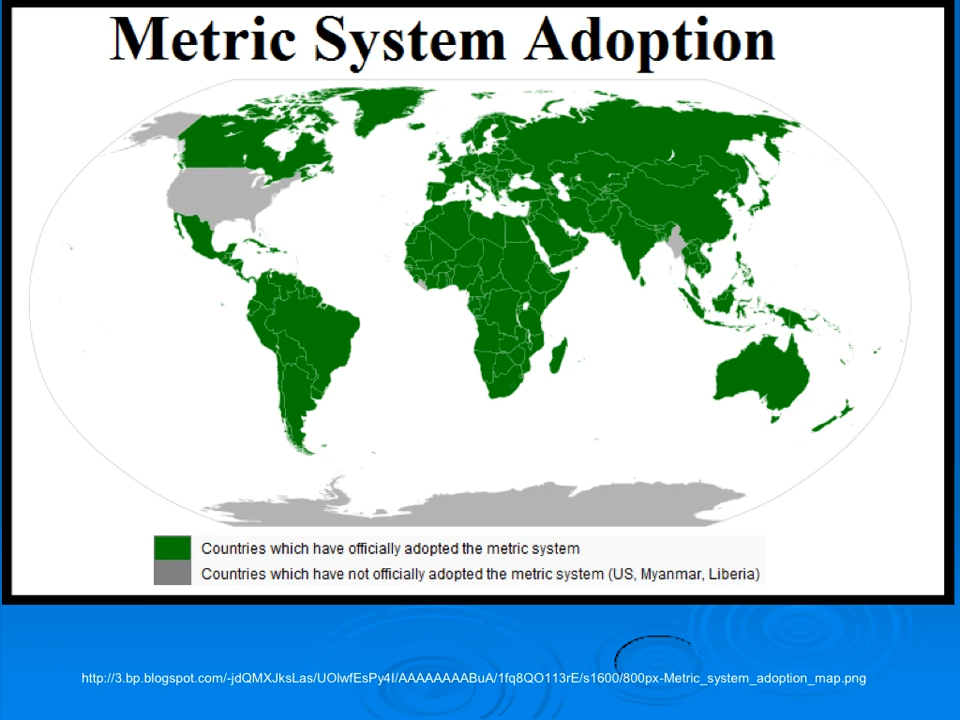 Metric System Adoption
Countries which have officially adopted the metric system
Countries which have not officially adopted the metric system (US, Myanmar, Liberia)
http://3.bp.blogspot.com/-jdQMXJksLas/UOlwfEsPy4I/AAAAAAAABuA/1fq8QO113rE/s1600/800px-Metric_system_adoption_map.png